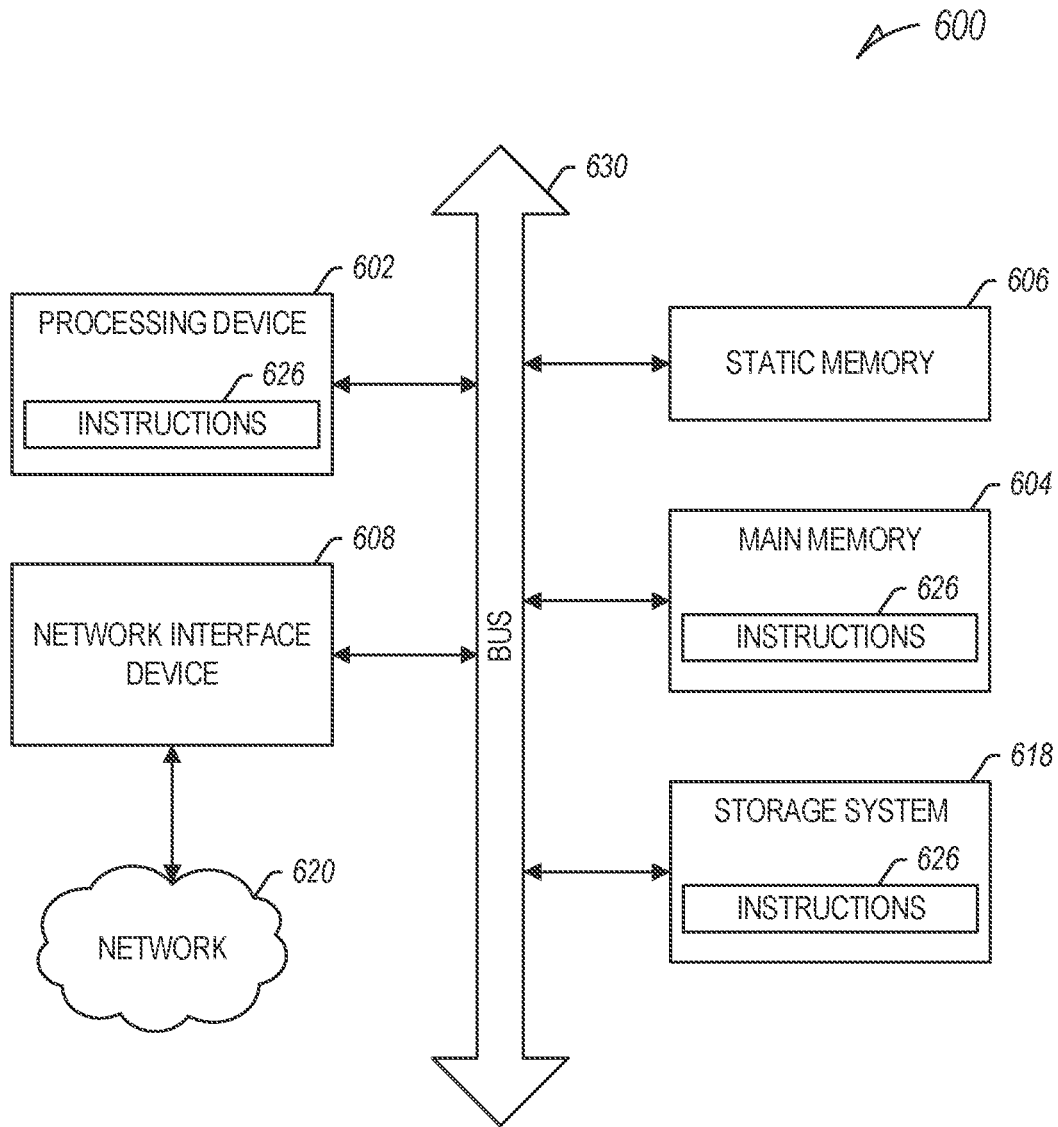 600
630
602
PROCESSING DEVICE
626
INSTRUCTIONS
606
STATIC MEMORY
604
MAIN MEMORY
626
INSTRUCTIONS
608
NETWORK INTERFACE
DEVICE
BUS
618
STORAGE SYSTEM
626
INSTRUCTIONS
620
NETWORK